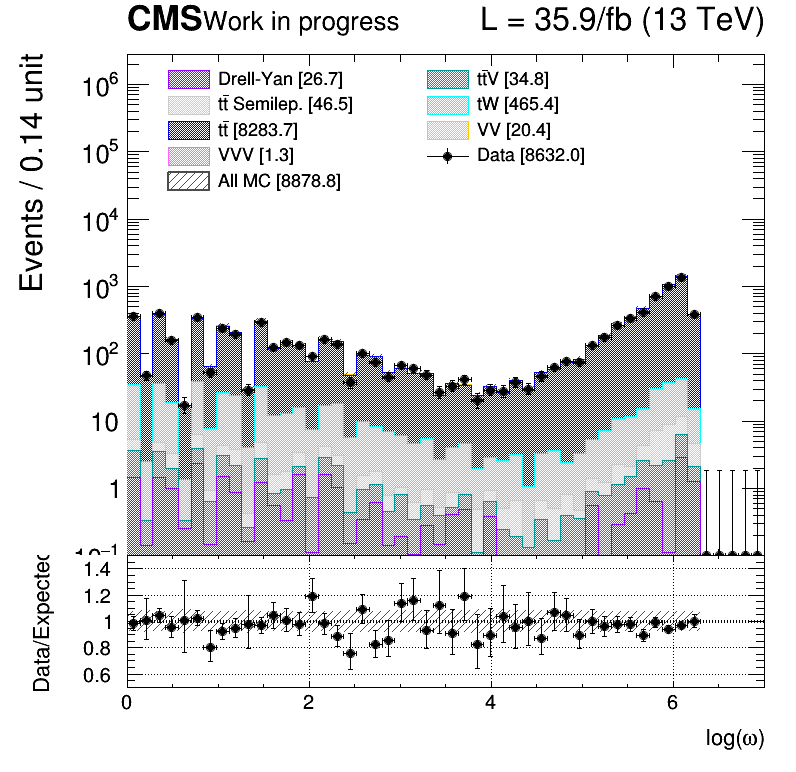 CMS Work in progress L = 35.9/fb (13 TeV)
Events / 0.14 unit
Drell-Yan [26.7]
tt̄ Semilep. [46.5]
tt̄ [8283.7]
VVV [1.3]
All MC [8878.8]
tt̄V [34.8]
tW [465.4]
VV [20.4]
Data [8632.0]
10⁶
10⁵
10⁴
10³
10²
10
1
10⁻¹
Data/Expected
1.4
1.2
1
0.8
0.6
0 2 4 6
log(ω)